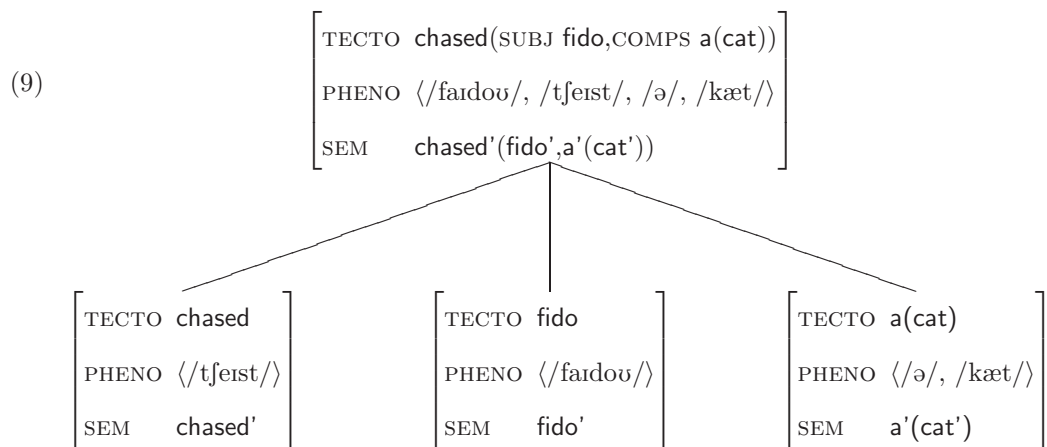 TECTO chased(SUBJ fido,COMPS a(cat))
(9) PHENO ⟨/faɪdoʊ/, /tʃeɪst/, /ə/, /kæt/⟩
SEM chased'(fido',a'(cat'))
TECTO chased
PHENO ⟨/tʃeɪst/⟩
SEM chased'
TECTO fido
PHENO ⟨/faɪdoʊ/⟩
SEM fido'
TECTO a(cat)
PHENO ⟨/ə/, /kæt/⟩
SEM a'(cat')